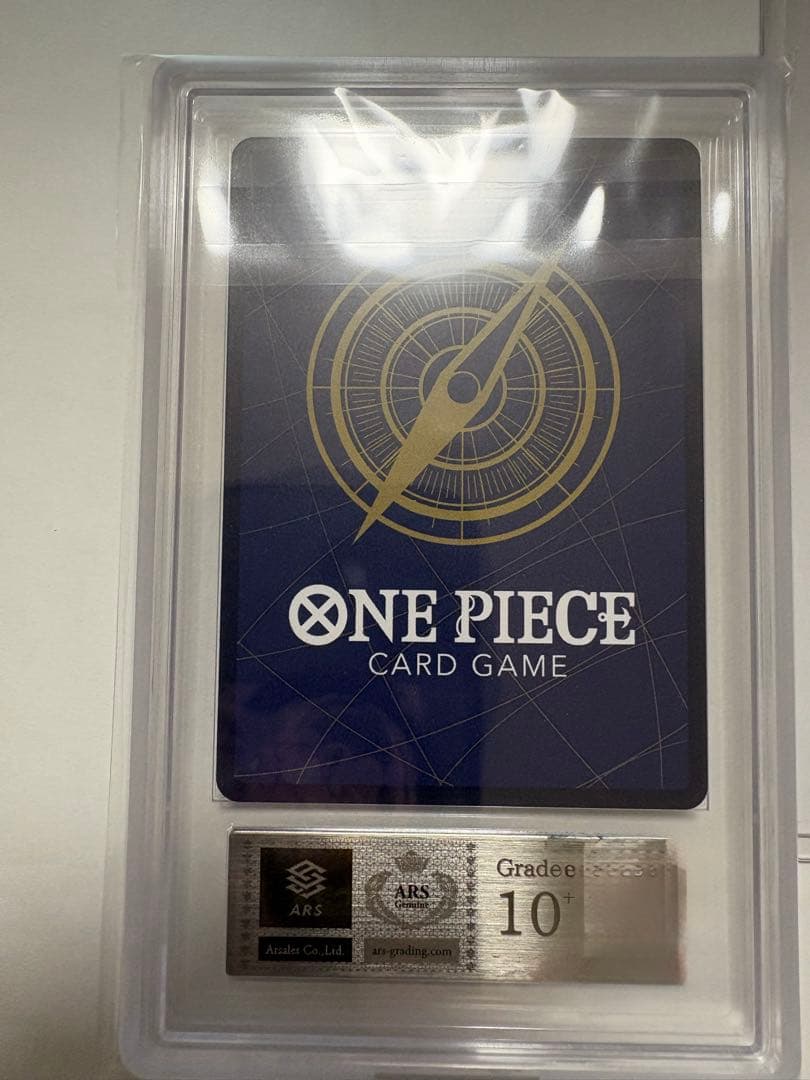 ONE PIECE
CARD GAME
ARS
Arsales Co.,Ltd.
ARS
Genuine
ars-grading.com
Gradee
10+